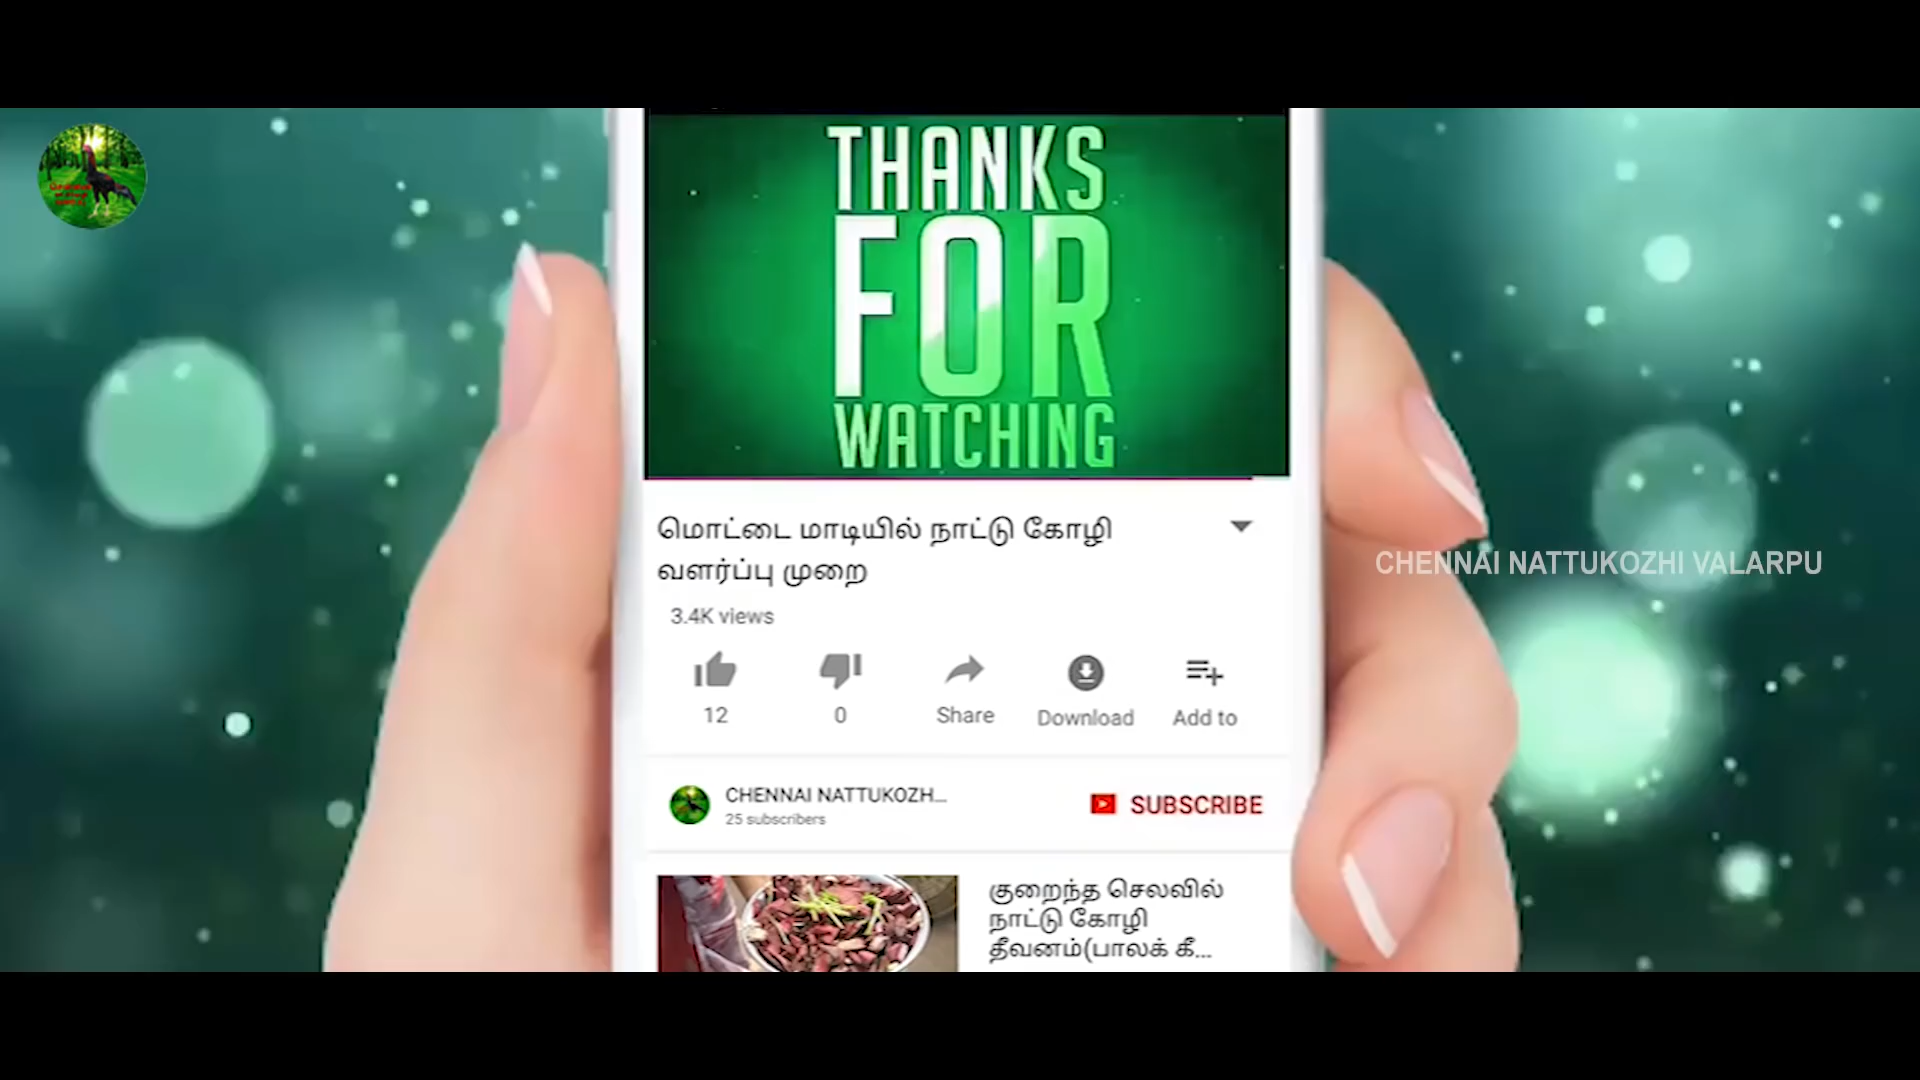 THANKS
FOR
WATCHING
மொட்டை மாடியில் நாட்டு கோழி
வளர்ப்பு முறை
3.4K views
12
0
Share
Download
Add to
CHENNAI NATTUKOZH...
25 subscribers
SUBSCRIBE
குறைந்த செலவில்
நாட்டு கோழி
தீவனம்(பாலக் கீ...
CHENNAI NATTUKOZHI VALARPU